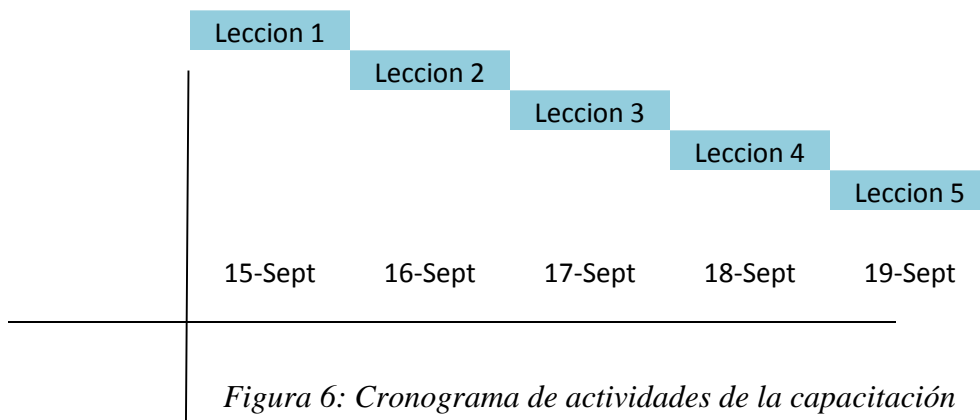 Leccion 1
Leccion 2
Leccion 3
Leccion 4
Leccion 5
15-Sept 16-Sept 17-Sept 18-Sept 19-Sept
Figura 6: Cronograma de actividades de la capacitación